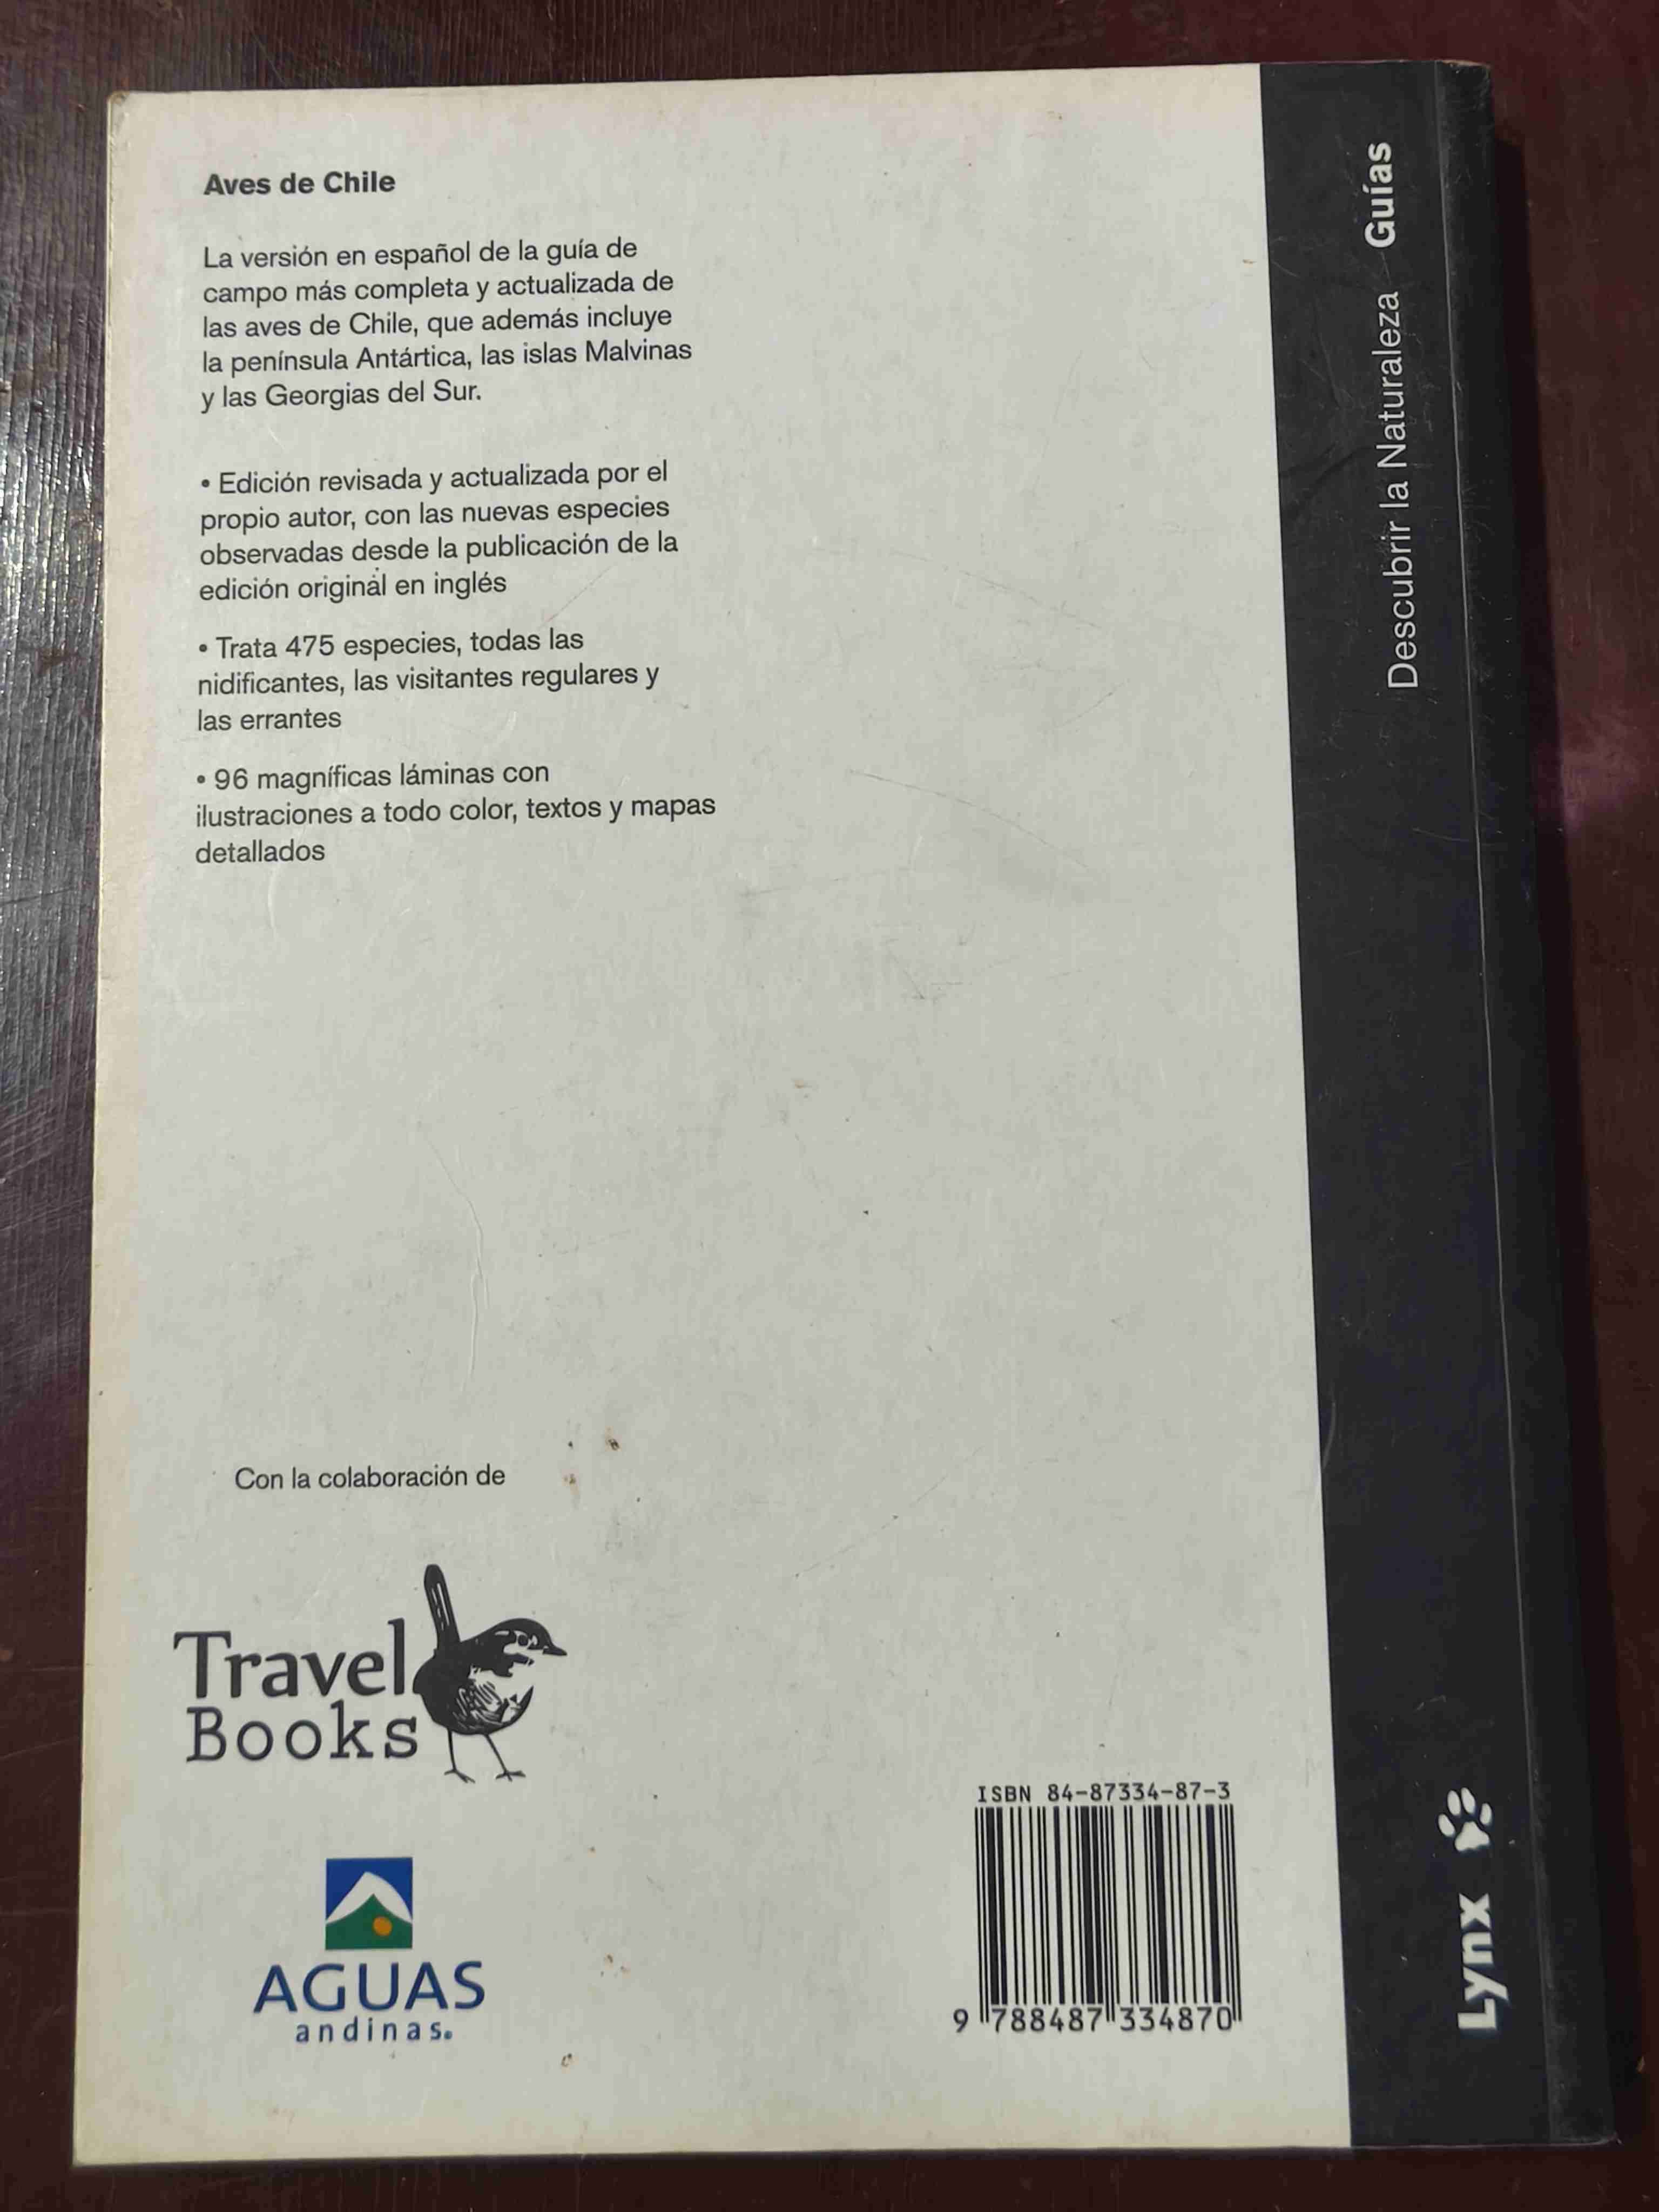 Aves de Chile
La versión en español de la guía de
campo más completa y actualizada de
las aves de Chile, que además incluye
la península Antártica, las islas Malvinas
y las Georgias del Sur.
• Edición revisada y actualizada por el
propio autor, con las nuevas especies
observadas desde la publicación de la
edición original en inglés
• Trata 475 especies, todas las
nidificantes, las visitantes regulares y
las errantes
• 96 magníficas láminas con
ilustraciones a todo color, textos y mapas
detallados
Con la colaboración de
Travel
Books
AGUAS
andinas®
ISBN 84-87334-87-3
9 788487 334870
Descubrir la Naturaleza Guías
Lynx